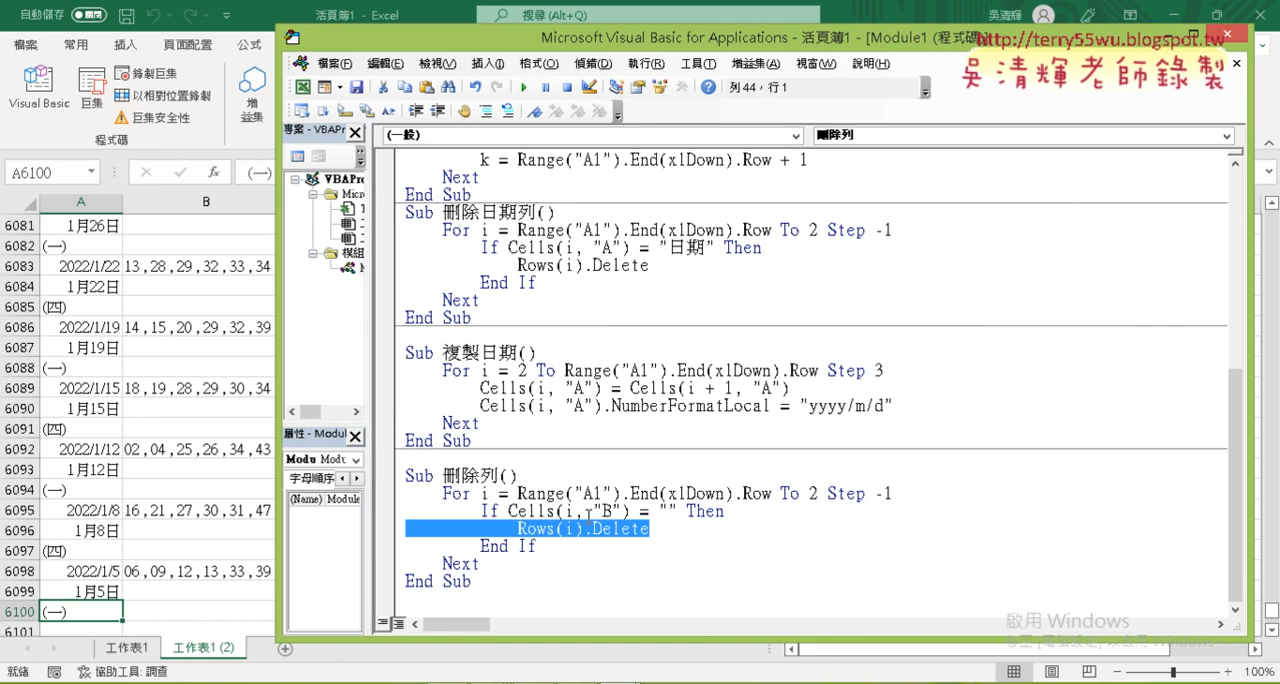 自動儲存
活頁簿1 - Excel
搜尋 (Alt+Q)
吳清輝
檔案 常用 插入 頁面配置 公式
Visual Basic 巨集 錄製巨集
以相對位置錄製
巨集安全性
增益集
程式碼
A6100
(一)
A B
6081 1月26日
6082 (一)
6083 2022/1/22 13,28,29,32,33,34
6084 1月22日
6085 (四)
6086 2022/1/19 14,15,20,29,32,39
6087 1月19日
6088 (一)
6089 2022/1/15 18,19,28,29,30,34
6090 1月15日
6091 (四)
6092 2022/1/12 02,04,25,26,34,43
6093 1月12日
6094 (一)
6095 2022/1/8 16,21,27,30,31,47
6096 1月8日
6097 (四)
6098 2022/1/5 06,09,12,13,33,39
6099 1月5日
6100 (一)
6101
工作表1 工作表1 (2)
就緒 協助工具: 調查
100%
Microsoft Visual Basic for Applications - 活頁簿1 - [Module1 (程式碼
http://terry55wu.blogspot.tw
吳清輝老師錄製
檔案(F) 編輯(E) 檢視(V) 插入(I) 格式(O) 偵錯(D) 執行(R) 工具(T) 增益集(A) 視窗(W) 說明(H)
列 44，行 1
專案 - VBAPr
VBAPro
Micr
模組
屬性 - Modul
Modu Modu
字母順序
(Name) Module
(一般)
刪除列
k = Range("A1").End(xlDown).Row + 1
Next
End Sub
Sub 刪除日期列()
For i = Range("A1").End(xlDown).Row To 2 Step -1
If Cells(i, "A") = "日期" Then
Rows(i).Delete
End If
Next
End Sub
Sub 複製日期()
For i = 2 To Range("A1").End(xlDown).Row Step 3
Cells(i, "A") = Cells(i + 1, "A")
Cells(i, "A").NumberFormatLocal = "yyyy/m/d"
Next
End Sub
Sub 刪除列()
For i = Range("A1").End(xlDown).Row To 2 Step -1
If Cells(i, "B") = "" Then
Rows(i).Delete
End If
Next
End Sub
啟用 Windows